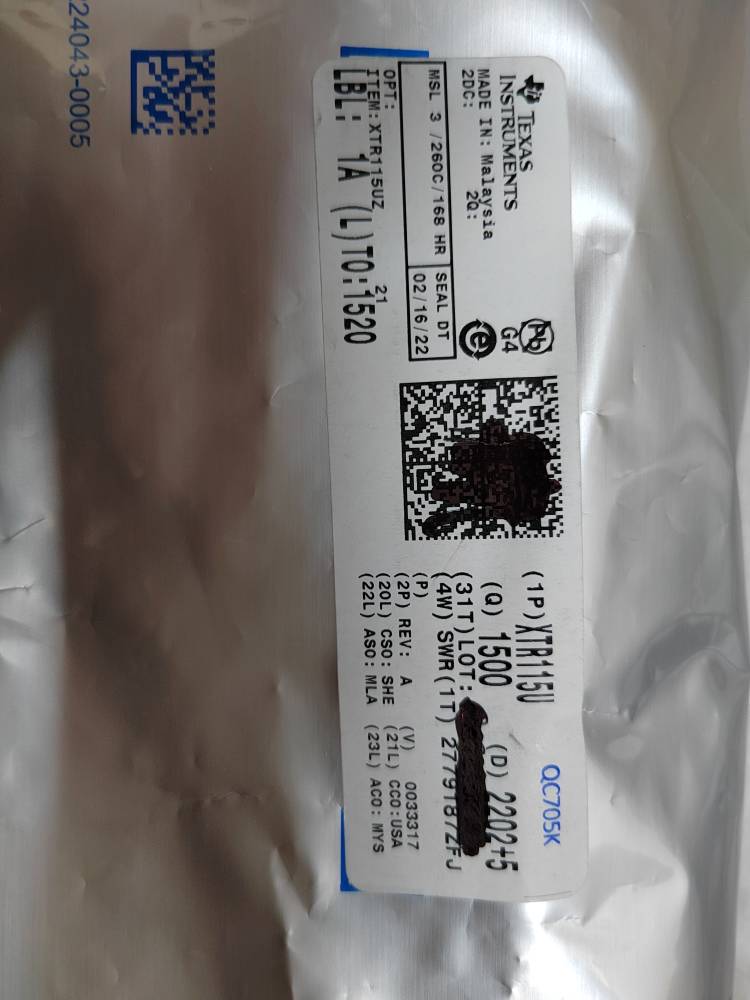 24043-0005
TEXAS
INSTRUMENTS
MADE IN: Malaysia
2DC: 2Q:
MSL 3 /260C/168 HR
SEAL DT
02/16/22
OPT:
ITEM: XTR115UZ 21
LBL: 1A (L)TO:1520
Pb
G4
e
QC705K
(1P)XTR115U
(Q) 1500 (D) 2202+5
(31T)LOT:
(4W) SWR(1T)
(P)
(2P) REV: A (V) 0033317
(20L) CSO: SHE (21L) CCO:USA
(22L) ASO: MLA (23L) ACO: MYS